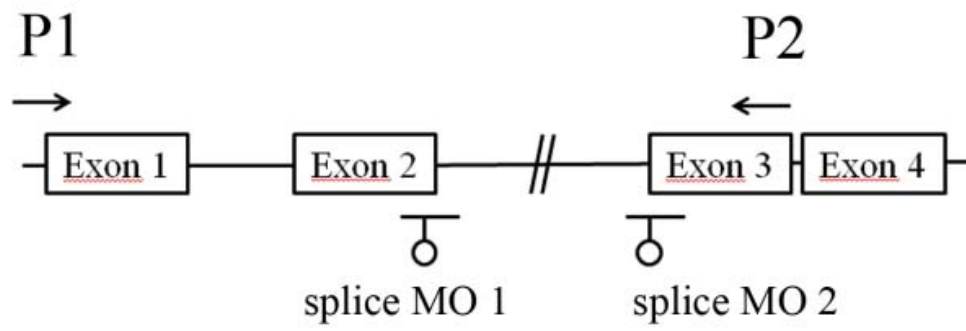 P1 P2
Exon 1 Exon 2 Exon 3 Exon 4
splice MO 1 splice MO 2